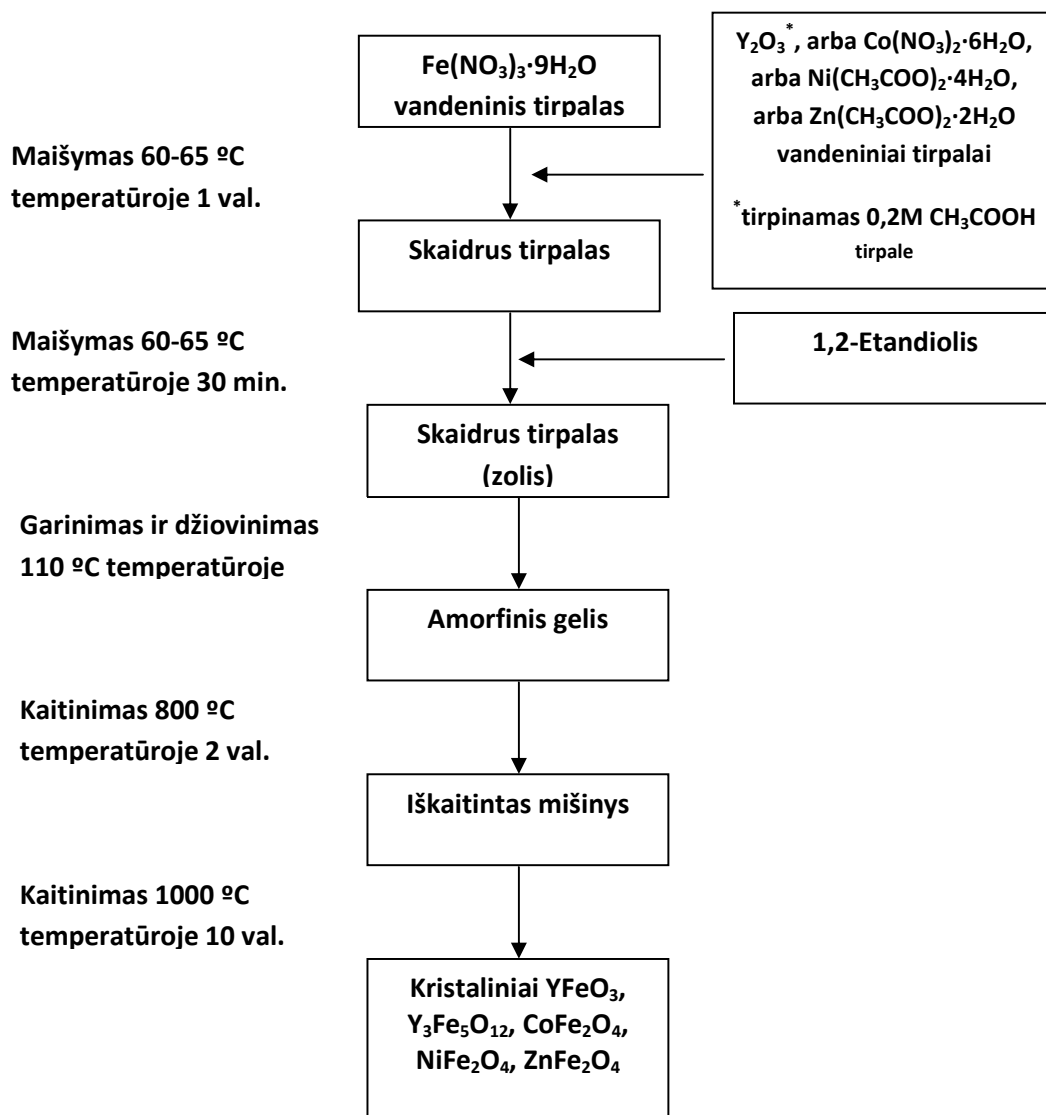 Fe(NO₃)₃·9H₂O
vandeninis tirpalas
Y₂O₃*, arba Co(NO₃)₂·6H₂O,
arba Ni(CH₃COO)₂·4H₂O,
arba Zn(CH₃COO)₂·2H₂O
vandeniniai tirpalai
*tirpinamas 0,2M CH₃COOH
tirpale
Maišymas 60-65 ºC
temperatūroje 1 val.
Skaidrus tirpalas
Maišymas 60-65 ºC
temperatūroje 30 min.
1,2-Etandiolis
Skaidrus tirpalas
(zolis)
Garinimas ir džiovinimas
110 ºC temperatūroje
Amorfinis gelis
Kaitinimas 800 ºC
temperatūroje 2 val.
Iškaitintas mišinys
Kaitinimas 1000 ºC
temperatūroje 10 val.
Kristaliniai YFeO₃,
Y₃Fe₅O₁₂, CoFe₂O₄,
NiFe₂O₄, ZnFe₂O₄